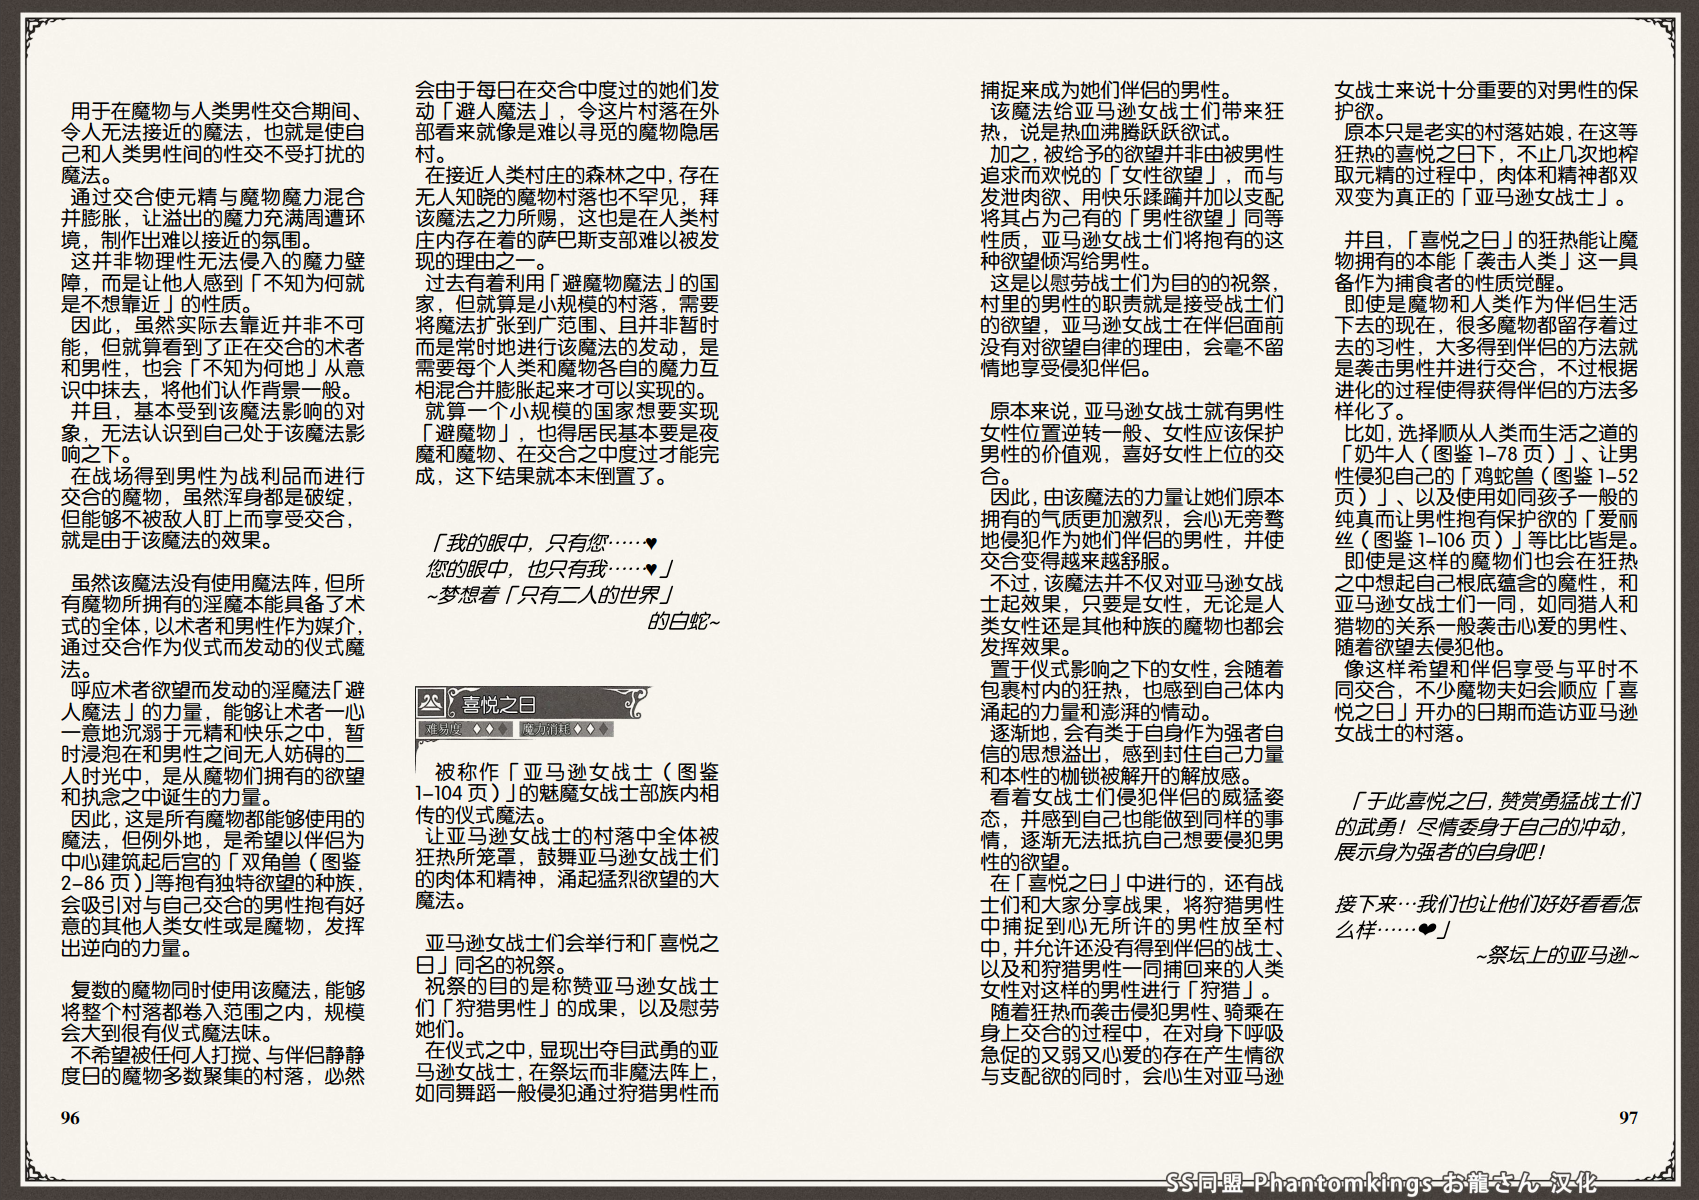 用于在魔物与人类男性交合期间、
令人无法接近的魔法，也就是使自
己和人类男性间的性交不受打扰的
魔法。
通过交合使元精与魔物魔力混合
并膨胀，让溢出的魔力充满周遭环
境，制作出难以接近的氛围。
这并非物理性无法侵入的魔力壁
障，而是让他人感到「不知为何就
是不想靠近」的性质。
因此，虽然实际去靠近并非不可
能，但就算看到了正在交合的术者
和男性，也会「不知为何地」从意
识中抹去，将他们认作背景一般。
并且，基本受到该魔法影响的对
象，无法认识到自己处于该魔法影
响之下。
在战场得到男性为战利品而进行
交合的魔物，虽然浑身都是破绽，
但能够不被敌人盯上而享受交合，
就是由于该魔法的效果。
虽然该魔法没有使用魔法阵，但所
有魔物所拥有的淫魔本能具备了术
式的全体，以术者和男性作为媒介，
通过交合作为仪式而发动的仪式魔
法。
呼应术者欲望而发动的淫魔法「避
人魔法」的力量，能够让术者一心
一意地沉溺于元精和快乐之中，暂
时浸泡在和男性之间无人妨碍的二
人时光中，是从魔物们拥有的欲望
和执念之中诞生的力量。
因此，这是所有魔物都能够使用的
魔法，但例外地，是希望以伴侣为
中心建筑起后宫的「双角兽（图鉴
2-86 页）」等抱有独特欲望的种族，
会吸引对与自己交合的男性抱有好
意的其他人类女性或是魔物，发挥
出逆向的力量。
复数的魔物同时使用该魔法，能够
将整个村落都卷入范围之内，规模
会大到很有仪式魔法味。
不希望被任何人打搅、与伴侣静静
度日的魔物多数聚集的村落，必然
96
会由于每日在交合中度过的她们发
动「避人魔法」，令这片村落在外
部看来就像是难以寻觅的魔物隐居
村。
在接近人类村庄的森林之中，存在
无人知晓的魔物村落也不罕见，拜
该魔法之力所赐，这也是在人类村
庄内存在着的萨巴斯支部难以被发
现的理由之一。
过去有着利用「避魔物魔法」的国
家，但就算是小规模的村落，需要
将魔法扩张到广范围、且并非暂时
而是常时地进行该魔法的发动，是
需要每个人类和魔物各自的魔力互
相混合并膨胀起来才可以实现的。
就算一个小规模的国家想要实现
「避魔物」，也得居民基本要是夜
魔和魔物、在交合之中度过才能完
成，这下结果就本末倒置了。
「我的眼中，只有您……♥
您的眼中，也只有我……♥」
~梦想着「只有二人的世界」
的白蛇~
喜悦之日
难易度 ♢♢♦ 魔力消耗♢♢♦
被称作「亚马逊女战士（图鉴
1-104 页）」的魅魔女战士部族内相
传的仪式魔法。
让亚马逊女战士的村落中全体被
狂热所笼罩，鼓舞亚马逊女战士们
的肉体和精神，涌起猛烈欲望的大
魔法。
亚马逊女战士们会举行和「喜悦之
日」同名的祝祭。
祝祭的目的是称赞亚马逊女战士
们「狩猎男性」的成果，以及慰劳
她们。
在仪式之中，显现出夺目武勇的亚
马逊女战士，在祭坛而非魔法阵上，
如同舞蹈一般侵犯通过狩猎男性而
捕捉来成为她们伴侣的男性。
该魔法给亚马逊女战士们带来狂
热，说是热血沸腾跃跃欲试。
加之，被给予的欲望并非由被男性
追求而欢悦的「女性欲望」，而与
发泄肉欲、用快乐蹂躏并加以支配
将其占为己有的「男性欲望」同等
性质，亚马逊女战士们将抱有的这
种欲望倾泻给男性。
这是以慰劳战士们为目的的祝祭，
村里的男性的职责就是接受战士们
的欲望，亚马逊女战士在伴侣面前
没有对欲望自律的理由，会毫不留
情地享受侵犯伴侣。
原本来说，亚马逊女战士就有男性
女性位置逆转一般、女性应该保护
男性的价值观，喜好女性上位的交
合。
因此，由该魔法的力量让她们原本
拥有的气质更加激烈，会心无旁骛
地侵犯作为她们伴侣的男性，并使
交合变得越来越舒服。
不过，该魔法并不仅对亚马逊女战
士起效果，只要是女性，无论是人
类女性还是其他种族的魔物也都会
发挥效果。
置于仪式影响之下的女性，会随着
包裹村内的狂热，也感到自己体内
涌起的力量和澎湃的情动。
逐渐地，会有类于自身作为强者自
信的思想溢出，感到封住自己力量
和本性的枷锁被解开的解放感。
看着女战士们侵犯伴侣的威猛姿
态，并感到自己也能做到同样的事
情，逐渐无法抵抗自己想要侵犯男
性的欲望。
在「喜悦之日」中进行的，还有战
士们和大家分享战果，将狩猎男性
中捕捉到心无所许的男性放至村
中，并允许还没有得到伴侣的战士、
以及和狩猎男性一同捕回来的人类
女性对这样的男性进行「狩猎」。
随着狂热而袭击侵犯男性、骑乘在
身上交合的过程中，在对身下呼吸
急促的又弱又心爱的存在产生情欲
与支配欲的同时，会心生对亚马逊
女战士来说十分重要的对男性的保
护欲。
原本只是老实的村落姑娘，在这等
狂热的喜悦之日下，不止几次地榨
取元精的过程中，肉体和精神都双
双变为真正的「亚马逊女战士」。
并且，「喜悦之日」的狂热能让魔
物拥有的本能「袭击人类」这一具
备作为捕食者的性质觉醒。
即使是魔物和人类作为伴侣生活
下去的现在，很多魔物都留存着过
去的习性，大多得到伴侣的方法就
是袭击男性并进行交合，不过根据
进化的过程使得获得伴侣的方法多
样化了。
比如，选择顺从人类而生活之道的
「奶牛人（图鉴 1-78 页）」、让男
性侵犯自己的「鸡蛇兽（图鉴 1-52
页）」、以及使用如同孩子一般的
纯真而让男性抱有保护欲的「爱丽
丝（图鉴 1-106 页）」等比比皆是。
即使是这样的魔物们也会在狂热
之中想起自己根底蕴含的魔性，和
亚马逊女战士们一同，如同猎人和
猎物的关系一般袭击心爱的男性、
随着欲望去侵犯他。
像这样希望和伴侣享受与平时不
同交合，不少魔物夫妇会顺应「喜
悦之日」开办的日期而造访亚马逊
女战士的村落。
「于此喜悦之日，赞赏勇猛战士们
的武勇！尽情委身于自己的冲动，
展示身为强者的自身吧！
接下来…我们也让他们好好看看怎
么样……❤」
~祭坛上的亚马逊~
97
SS同盟 Phantomkings お龍さん 汉化